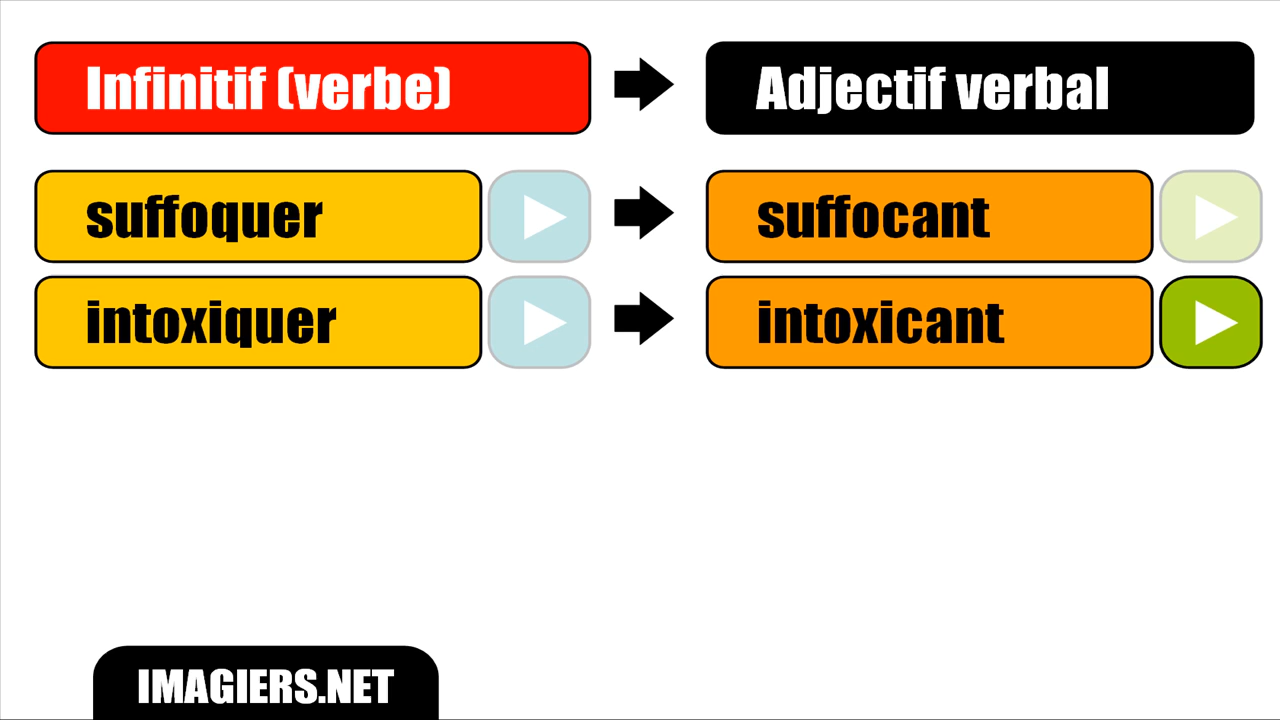 Infinitif (verbe) Adjectif verbal
suffoquer suffocant
intoxiquer intoxicant
IMAGIERS.NET